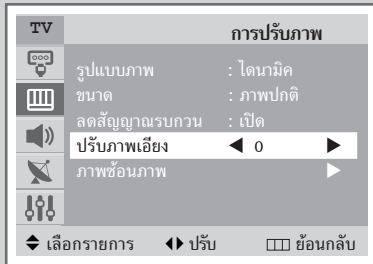 TV การปรับภาพ
รูปแบบภาพ : ไดนามิค
ขนาด : ภาพปกติ
ลดสัญญาณรบกวน : เปิด
ปรับภาพเอียง ◀ 0 ▶
ภาพซ้อนภาพ ▶
เลือกรายการ ปรับ ย้อนกลับ